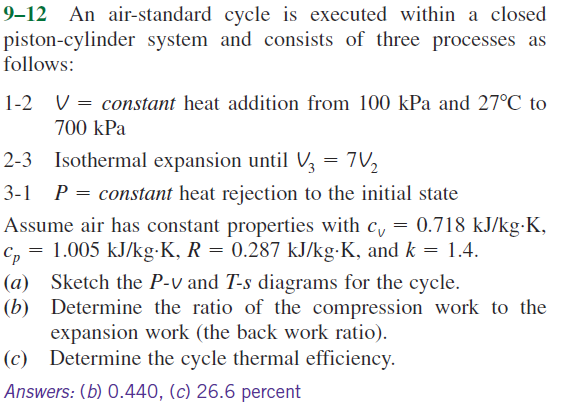 9–12 An air-standard cycle is executed within a closed
piston-cylinder system and consists of three processes as
follows:
1-2 V = constant heat addition from 100 kPa and 27°C to
700 kPa
2-3 Isothermal expansion until V₃ = 7V₂
3-1 P = constant heat rejection to the initial state
Assume air has constant properties with cᵥ = 0.718 kJ/kg·K,
cₚ = 1.005 kJ/kg·K, R = 0.287 kJ/kg·K, and k = 1.4.
(a) Sketch the P-v and T-s diagrams for the cycle.
(b) Determine the ratio of the compression work to the
expansion work (the back work ratio).
(c) Determine the cycle thermal efficiency.
Answers: (b) 0.440, (c) 26.6 percent